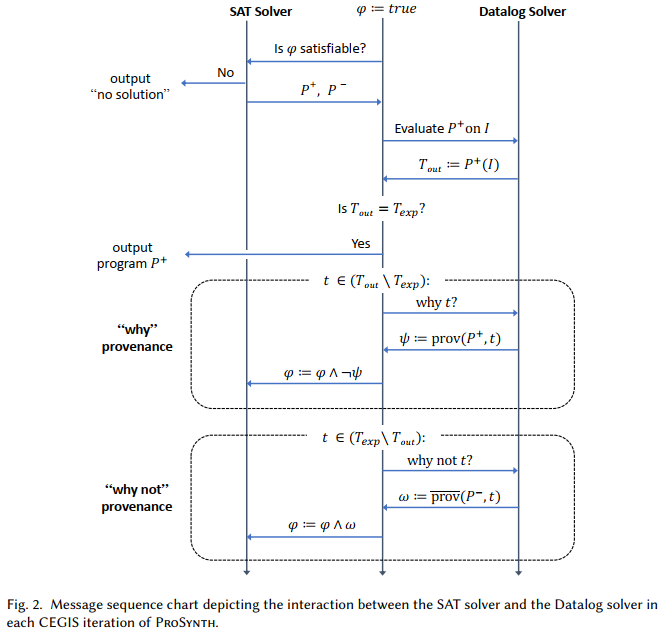 SAT Solver
φ ≔ true
Datalog Solver
Is φ satisfiable?
No
output
“no solution”
P⁺, P⁻
Evaluate P⁺ on I
T_out ≔ P⁺(I)
Is T_out = T_exp?
Yes
output
program P⁺
t ∈ (T_out \ T_exp):
why t?
“why”
provenance
ψ ≔ prov(P⁺, t)
φ ≔ φ ∧ ¬ψ
t ∈ (T_exp \ T_out):
why not t?
“why not”
provenance
ω ≔ p̅r̅o̅v̅(P⁻, t)
φ ≔ φ ∧ ω
Fig. 2. Message sequence chart depicting the interaction between the SAT solver and the Datalog solver in
each CEGIS iteration of ProSynth.